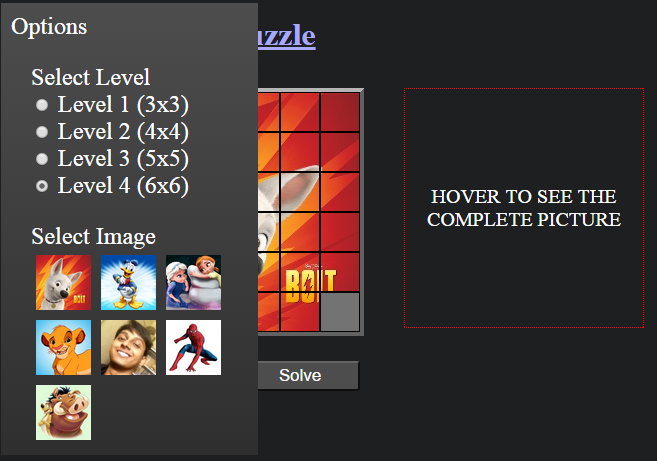 Options
uzzle
Select Level
Level 1 (3x3)
Level 2 (4x4)
Level 3 (5x5)
Level 4 (6x6)
HOVER TO SEE THE
COMPLETE PICTURE
Select Image
BOLT
BOLT
Solve